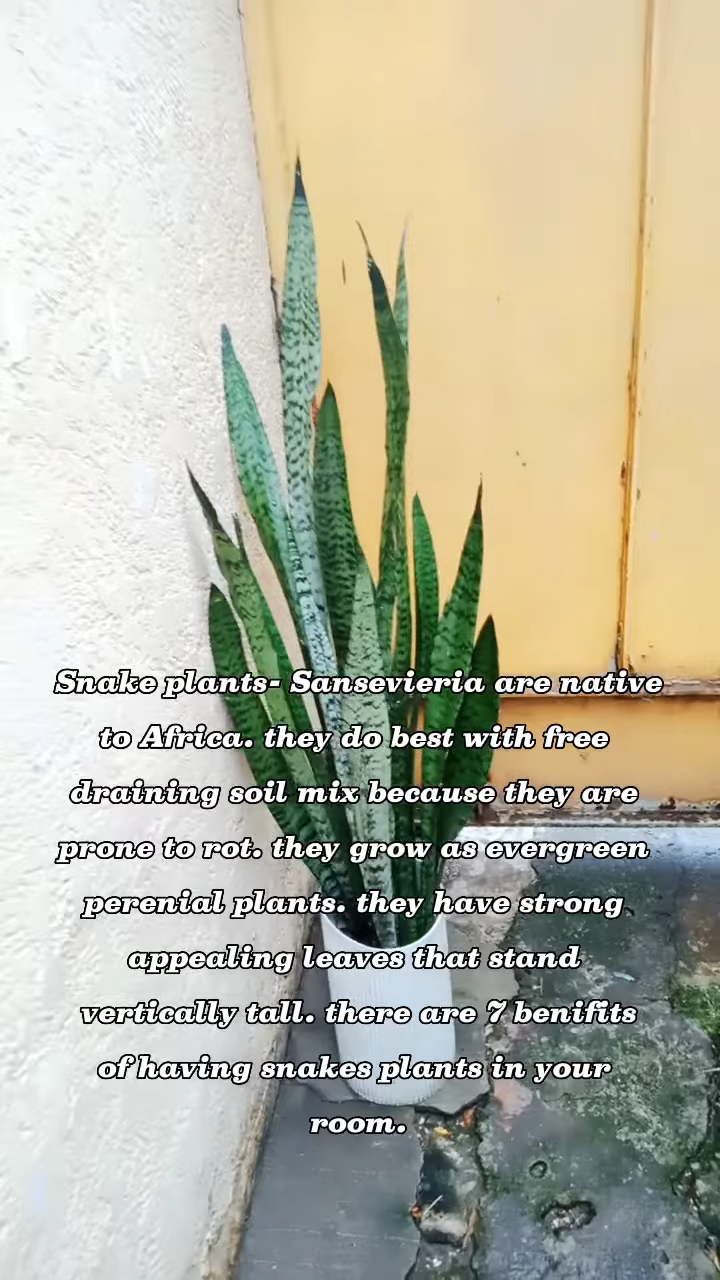 Snake plants- Sansevieria are native
to Africa. they do best with free
draining soil mix because they are
prone to rot. they grow as evergreen
perenial plants. they have strong
appealing leaves that stand
vertically tall. there are 7 benifits
of having snakes plants in your
room.